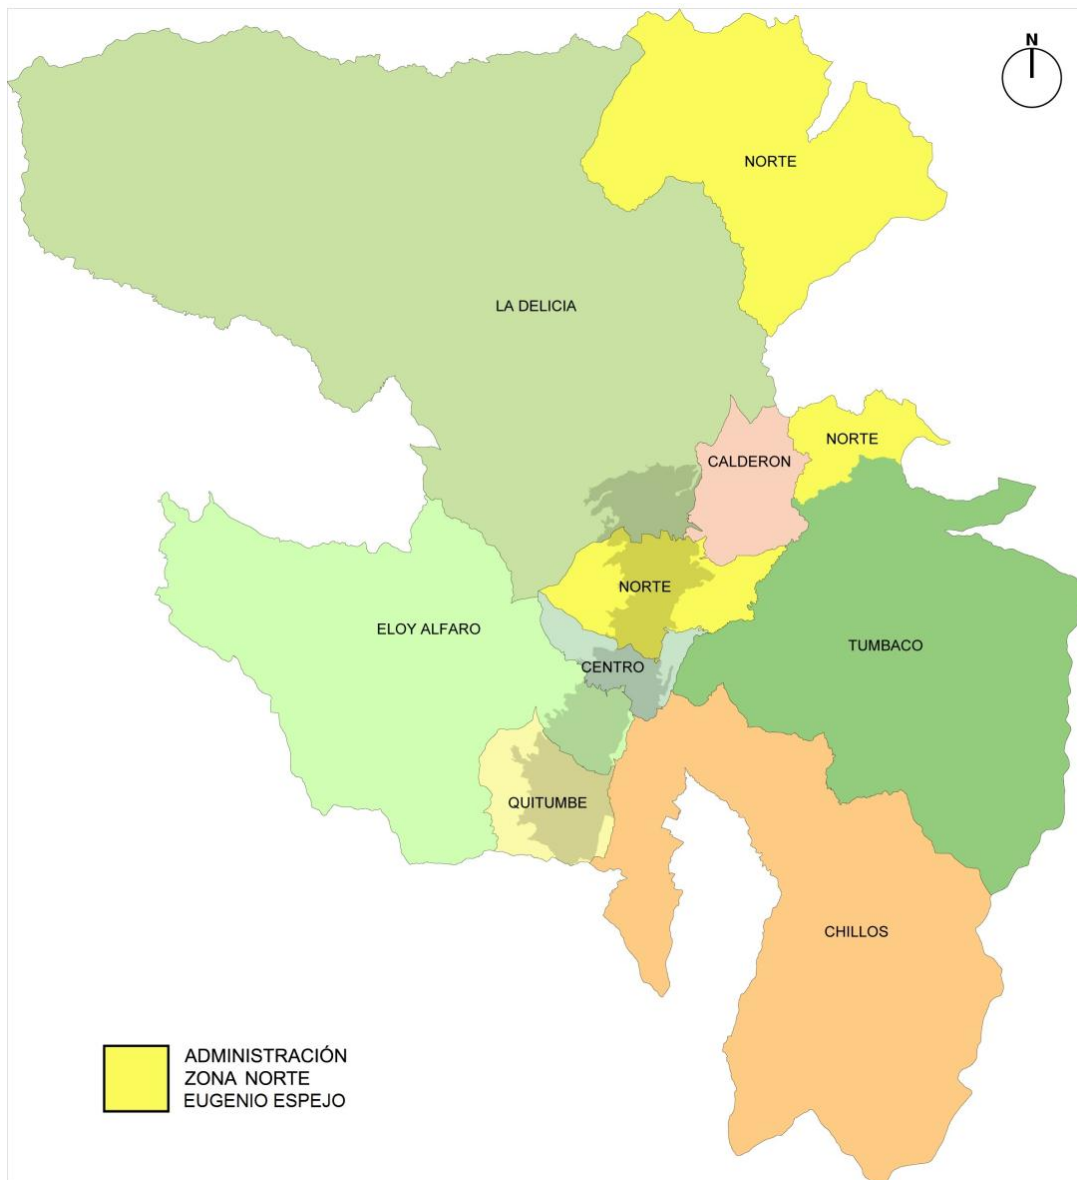 N
NORTE
LA DELICIA
NORTE
CALDERON
NORTE
ELOY ALFARO
TUMBACO
CENTRO
QUITUMBE
CHILLOS
ADMINISTRACIÓN
ZONA NORTE
EUGENIO ESPEJO